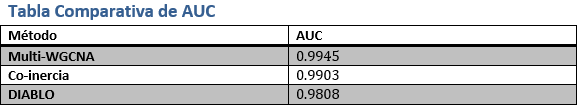 Tabla Comparativa de AUC
Método AUC
Multi-WGCNA 0.9945
Co-inercia 0.9903
DIABLO 0.9808